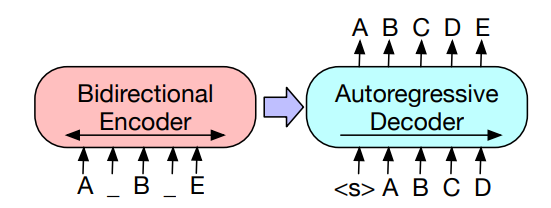 A B C D E
Bidirectional
Encoder
Autoregressive
Decoder
A _ B _ E
<s> A B C D